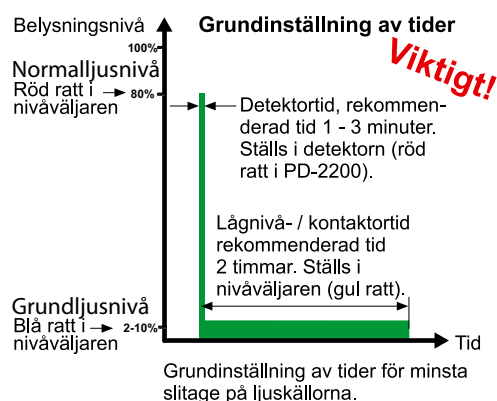 Belysningsnivå
Grundinställning av tider
Viktigt!
100%
Normalljusnivå
Röd ratt i
nivåväljaren
80%
Detektortid, rekommen-
derad tid 1 - 3 minuter.
Ställs i detektorn (röd
ratt i PD-2200).
Lågnivå- / kontaktortid
rekommenderad tid
2 timmar. Ställs i
nivåväljaren (gul ratt).
Grundljusnivå
Blå ratt i
nivåväljaren
2-10%
Tid
Grundinställning av tider för minsta
slitage på ljuskällorna.